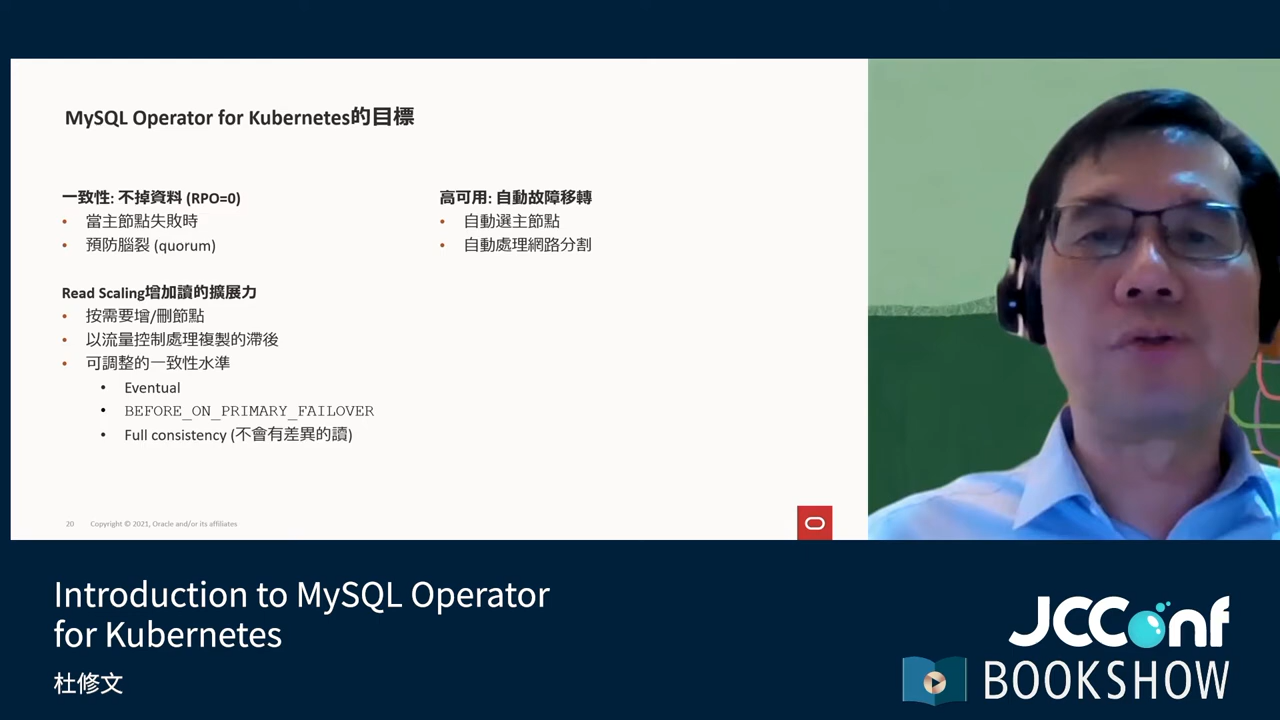 MySQL Operator for Kubernetes的目標
一致性: 不掉資料 (RPO=0)
• 當主節點失敗時
• 預防腦裂 (quorum)
Read Scaling增加讀的擴展力
• 按需要增/刪節點
• 以流量控制處理複製的滯後
• 可調整的一致性水準
• Eventual
• BEFORE_ON_PRIMARY_FAILOVER
• Full consistency (不會有差異的讀)
高可用: 自動故障移轉
• 自動選主節點
• 自動處理網路分割
20 Copyright © 2021, Oracle and/or its affiliates
Introduction to MySQL Operator
for Kubernetes
杜修文
JCConf
BOOKSHOW